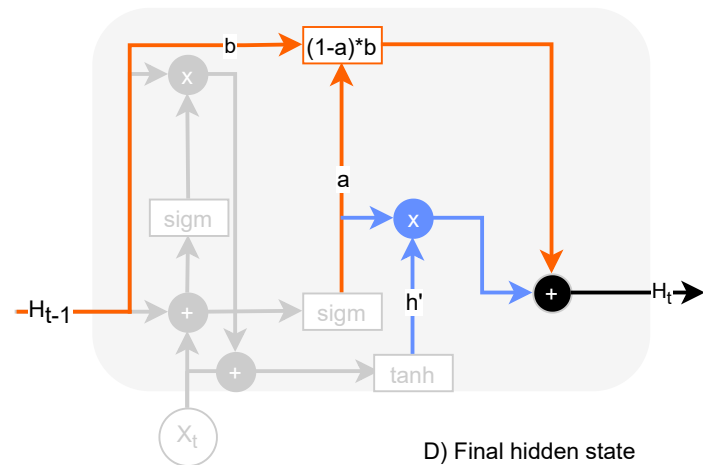 b
(1-a)*b
x
a
sigm
x
H_t-1
+
sigm
h'
+
H_t
+
tanh
X_t
D) Final hidden state